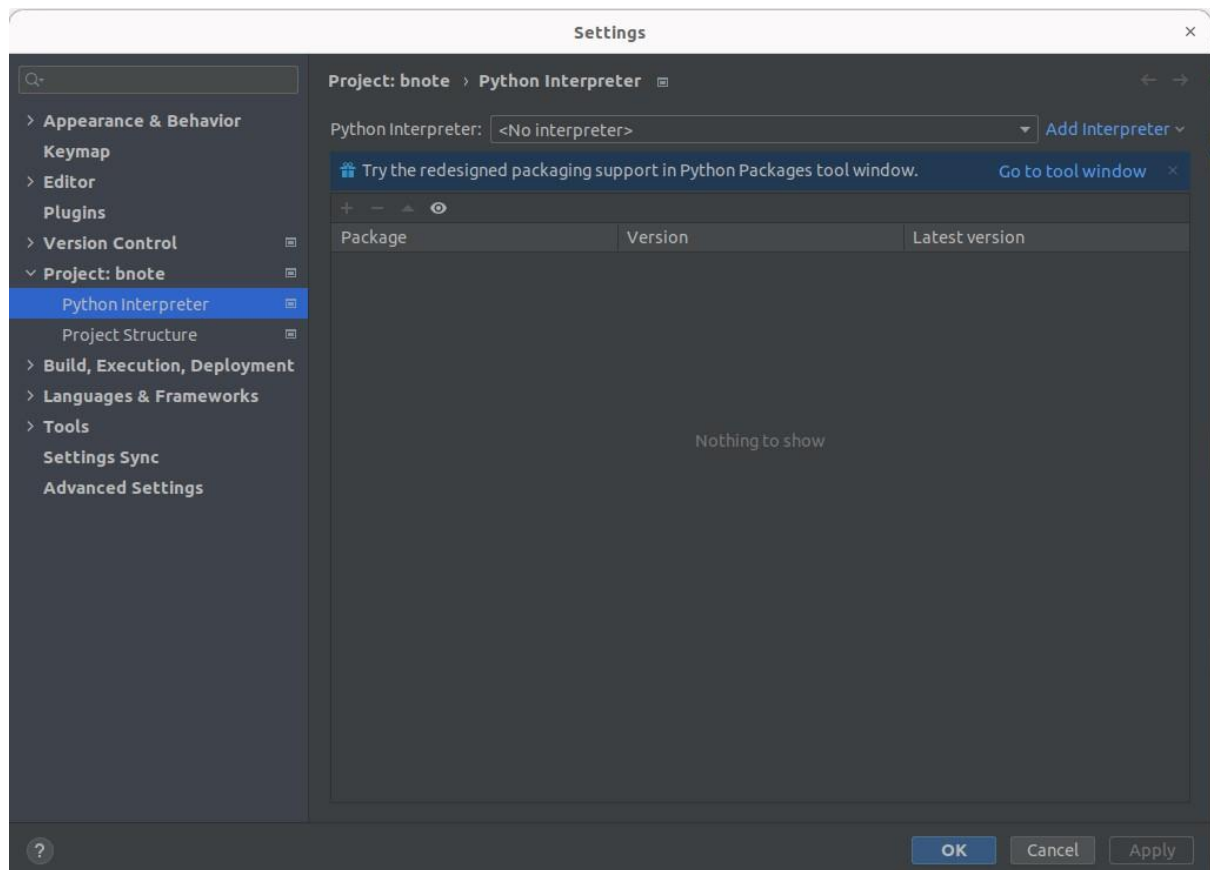 Settings
Project: bnote › Python Interpreter
Appearance & Behavior
Keymap
Editor
Plugins
Version Control
Project: bnote
Python Interpreter
Project Structure
Build, Execution, Deployment
Languages & Frameworks
Tools
Settings Sync
Advanced Settings
Python Interpreter: <No interpreter> Add Interpreter
Try the redesigned packaging support in Python Packages tool window. Go to tool window
Package Version Latest version
Nothing to show
? OK Cancel Apply